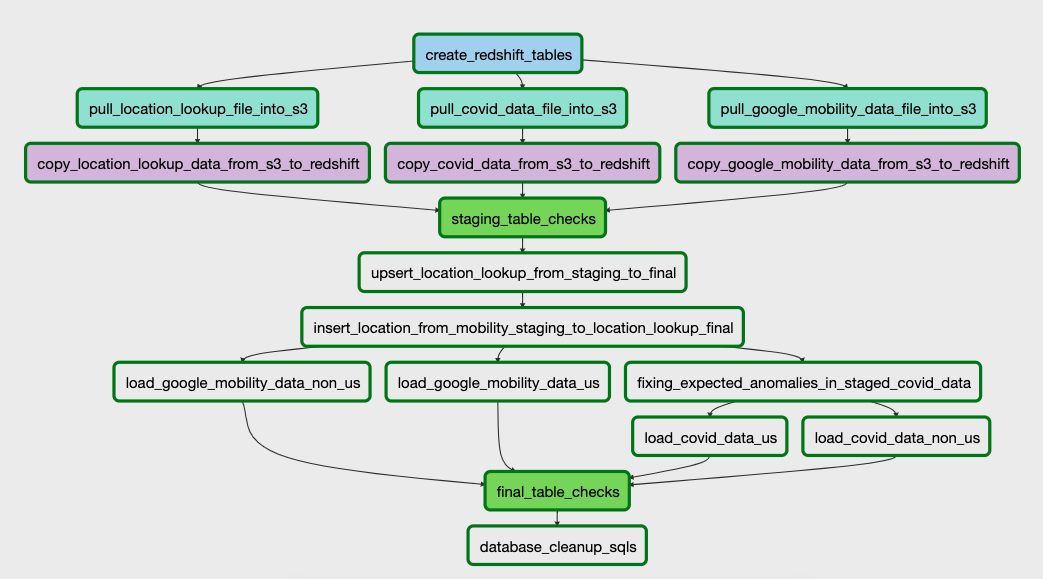 create_redshift_tables
pull_location_lookup_file_into_s3
pull_covid_data_file_into_s3
pull_google_mobility_data_file_into_s3
copy_location_lookup_data_from_s3_to_redshift
copy_covid_data_from_s3_to_redshift
copy_google_mobility_data_from_s3_to_redshift
staging_table_checks
upsert_location_lookup_from_staging_to_final
insert_location_from_mobility_staging_to_location_lookup_final
load_google_mobility_data_non_us
load_google_mobility_data_us
fixing_expected_anomalies_in_staged_covid_data
load_covid_data_us
load_covid_data_non_us
final_table_checks
database_cleanup_sqls